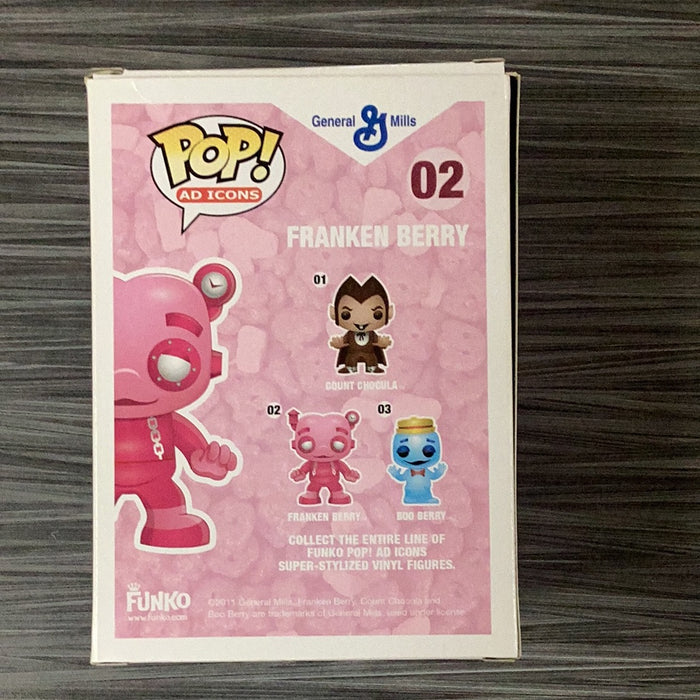 General Mills
POP!
AD ICONS
02
FRANKEN BERRY
01
COUNT CHOCULA
02
03
FRANKEN BERRY
BOO BERRY
COLLECT THE ENTIRE LINE OF
FUNKO POP! AD ICONS
SUPER-STYLIZED VINYL FIGURES.
FUNKO
www.funko.com
©2011 General Mills. Franken Berry, Count Chocula and
Boo Berry are trademarks of General Mills, used under license